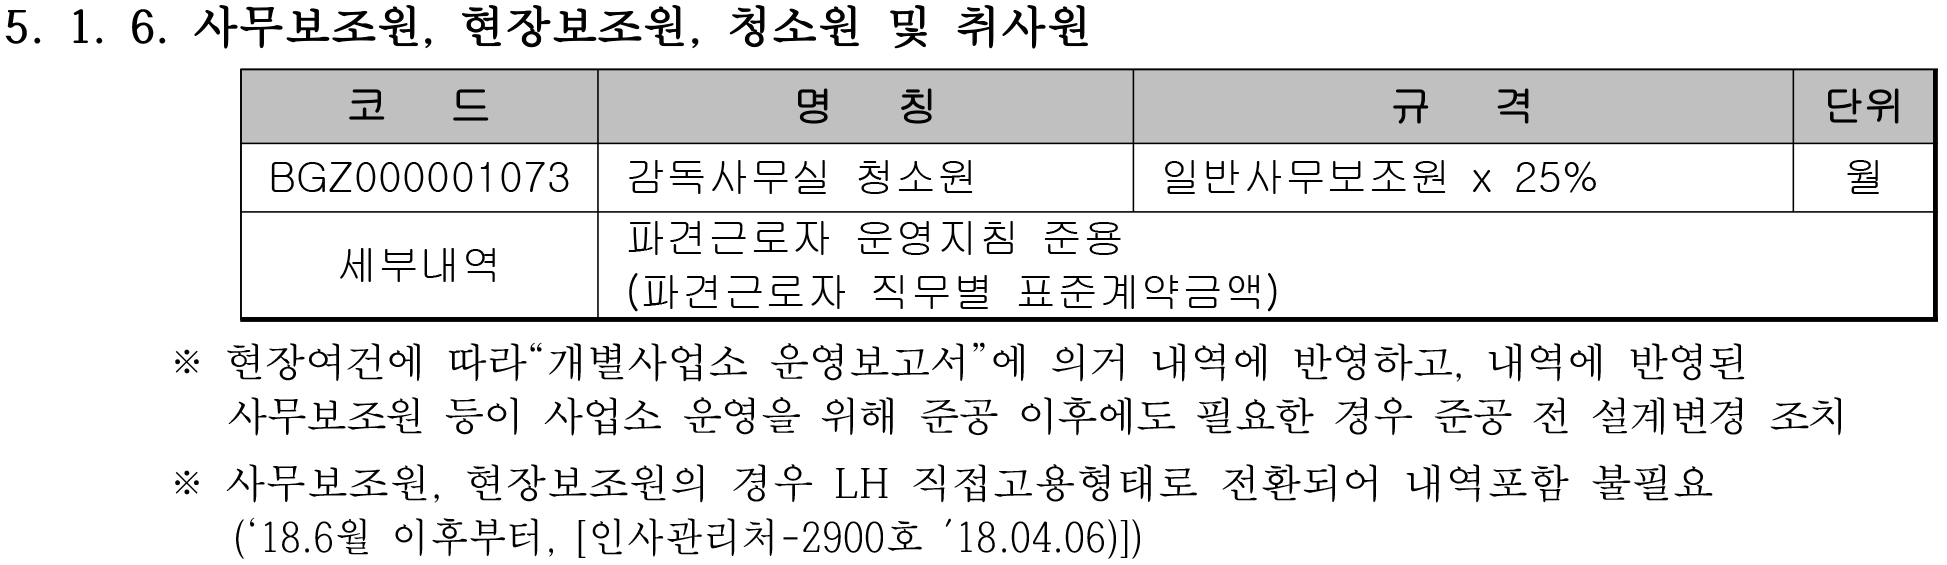 5. 1. 6. 사무보조원, 현장보조원, 청소원 및 취사원
코 드 명 칭 규 격 단위
BGZ000001073 감독사무실 청소원 일반사무보조원 x 25% 월
세부내역 파견근로자 운영지침 준용
(파견근로자 직무별 표준계약금액)
※ 현장여건에 따라“개별사업소 운영보고서”에 의거 내역에 반영하고, 내역에 반영된
사무보조원 등이 사업소 운영을 위해 준공 이후에도 필요한 경우 준공 전 설계변경 조치
※ 사무보조원, 현장보조원의 경우 LH 직접고용형태로 전환되어 내역포함 불필요
(‘18.6월 이후부터, [인사관리처-2900호 ′18.04.06)])